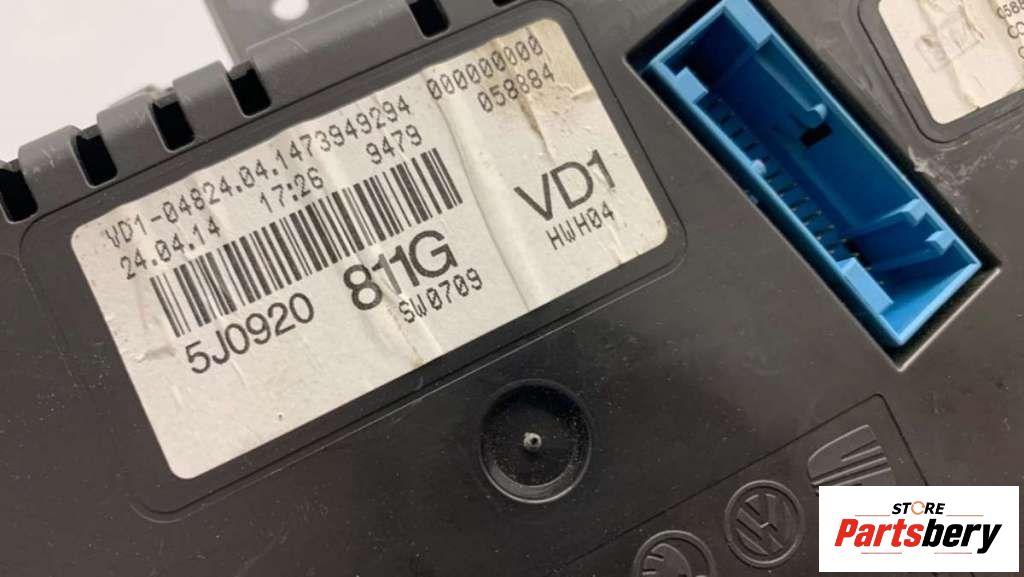 VD1-04824.04.1473949294 000000000
24.04.14 17:26 9479 058884
5J0920 811G VD1
SW0709 HWH04
STORE
Partsbery